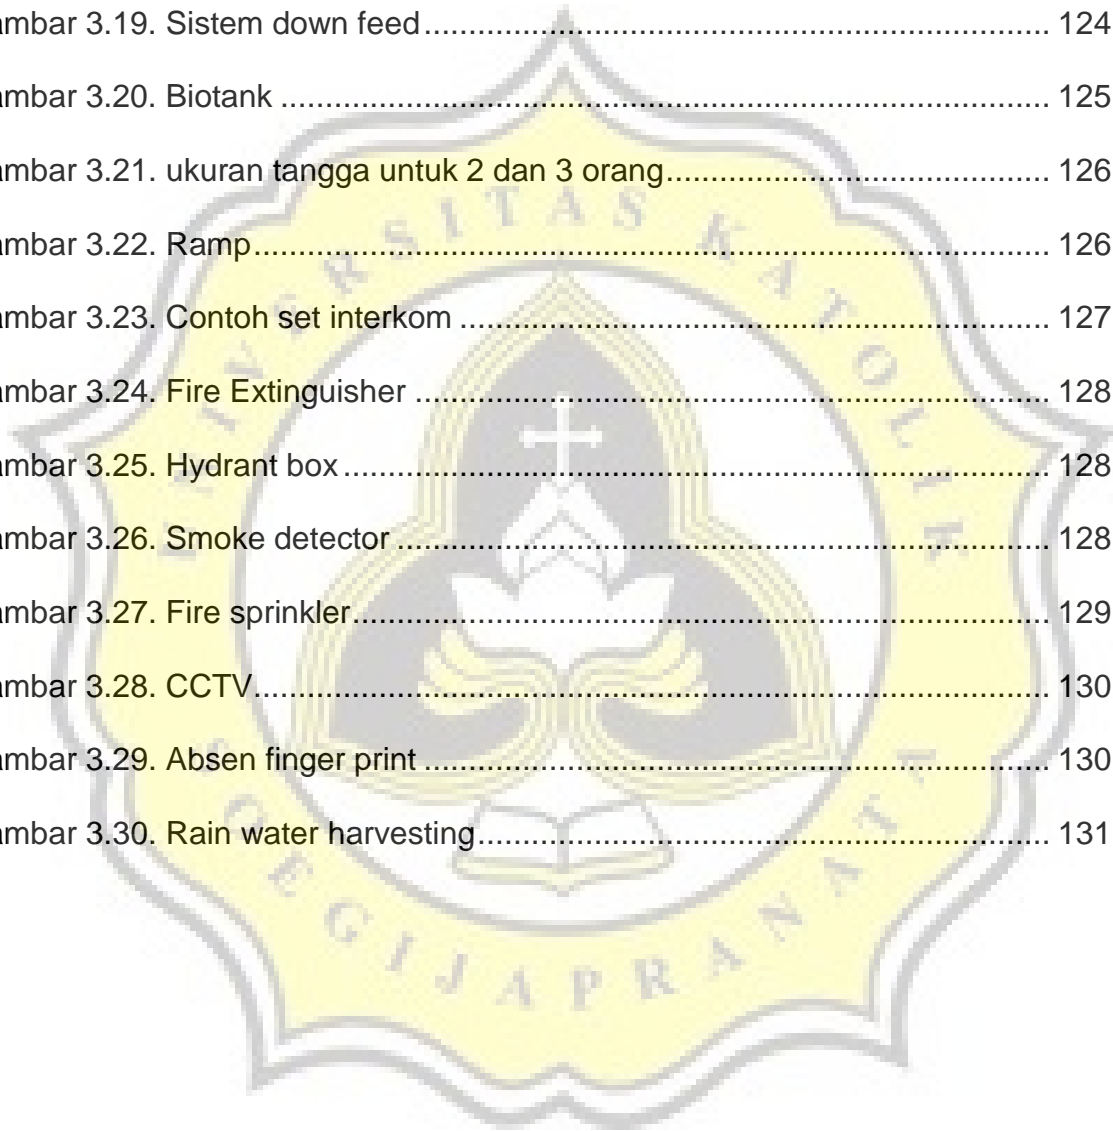 ambar 3.19. Sistem down feed ...................................................................... 124
ambar 3.20. Biotank ...................................................................................... 125
ambar 3.21. ukuran tangga untuk 2 dan 3 orang ........................................... 126
ambar 3.22. Ramp ......................................................................................... 126
ambar 3.23. Contoh set interkom .................................................................. 127
ambar 3.24. Fire Extinguisher ....................................................................... 128
ambar 3.25. Hydrant box ............................................................................... 128
ambar 3.26. Smoke detector ......................................................................... 128
ambar 3.27. Fire sprinkler .............................................................................. 129
ambar 3.28. CCTV ......................................................................................... 130
ambar 3.29. Absen finger print ...................................................................... 130
ambar 3.30. Rain water harvesting ................................................................ 131
UNIVERSITAS KATOLIK
SOEGIJAPRANATA